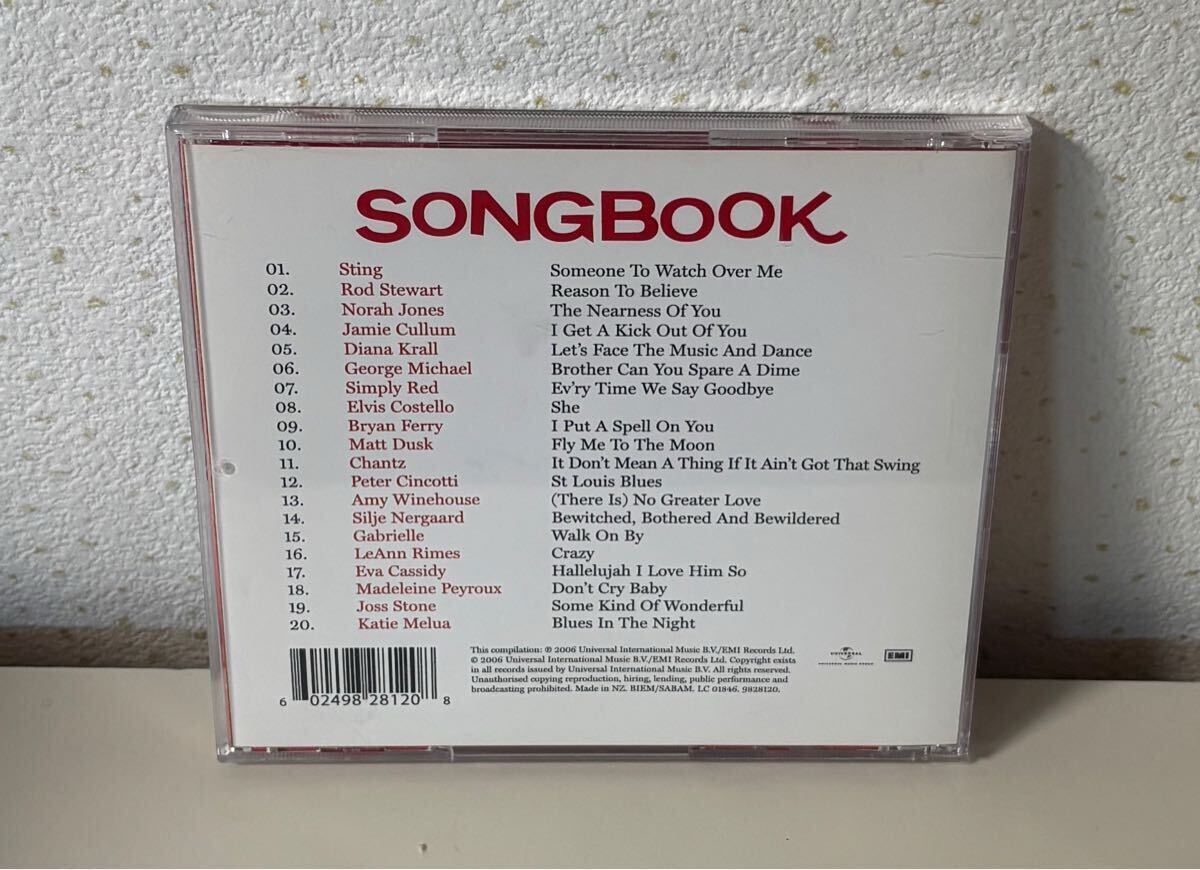 SONGBOOK
01. Sting Someone To Watch Over Me
02. Rod Stewart Reason To Believe
03. Norah Jones The Nearness Of You
04. Jamie Cullum I Get A Kick Out Of You
05. Diana Krall Let's Face The Music And Dance
06. George Michael Brother Can You Spare A Dime
07. Simply Red Ev'ry Time We Say Goodbye
08. Elvis Costello She
09. Bryan Ferry I Put A Spell On You
10. Matt Dusk Fly Me To The Moon
11. Chantz It Don't Mean A Thing If It Ain't Got That Swing
12. Peter Cincotti St Louis Blues
13. Amy Winehouse (There Is) No Greater Love
14. Silje Nergaard Bewitched, Bothered And Bewildered
15. Gabrielle Walk On By
16. LeAnn Rimes Crazy
17. Eva Cassidy Hallelujah I Love Him So
18. Madeleine Peyroux Don't Cry Baby
19. Joss Stone Some Kind Of Wonderful
20. Katie Melua Blues In The Night
This compilation: ℗ 2006 Universal International Music B.V./EMI Records Ltd.
© 2006 Universal International Music B.V./EMI Records Ltd. Copyright exists
in all records issued by Universal International Music B.V. All rights reserved.
Unauthorised copying reproduction, hiring, lending, public performance and
broadcasting prohibited. Made in NZ. BIEM/SABAM. LC 01846. 9828120.
UNIVERSAL
UNIVERSAL MUSIC GROUP
EMI
6 02498 28120 8